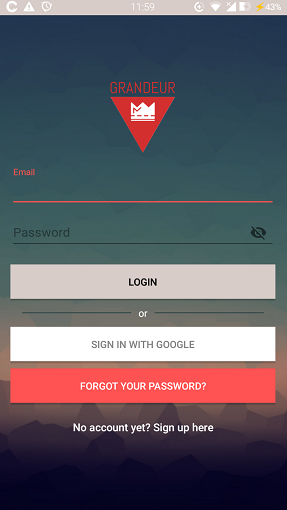 11:59
43%
GRANDEUR
Email
Password
LOGIN
or
SIGN IN WITH GOOGLE
FORGOT YOUR PASSWORD?
No account yet? Sign up here